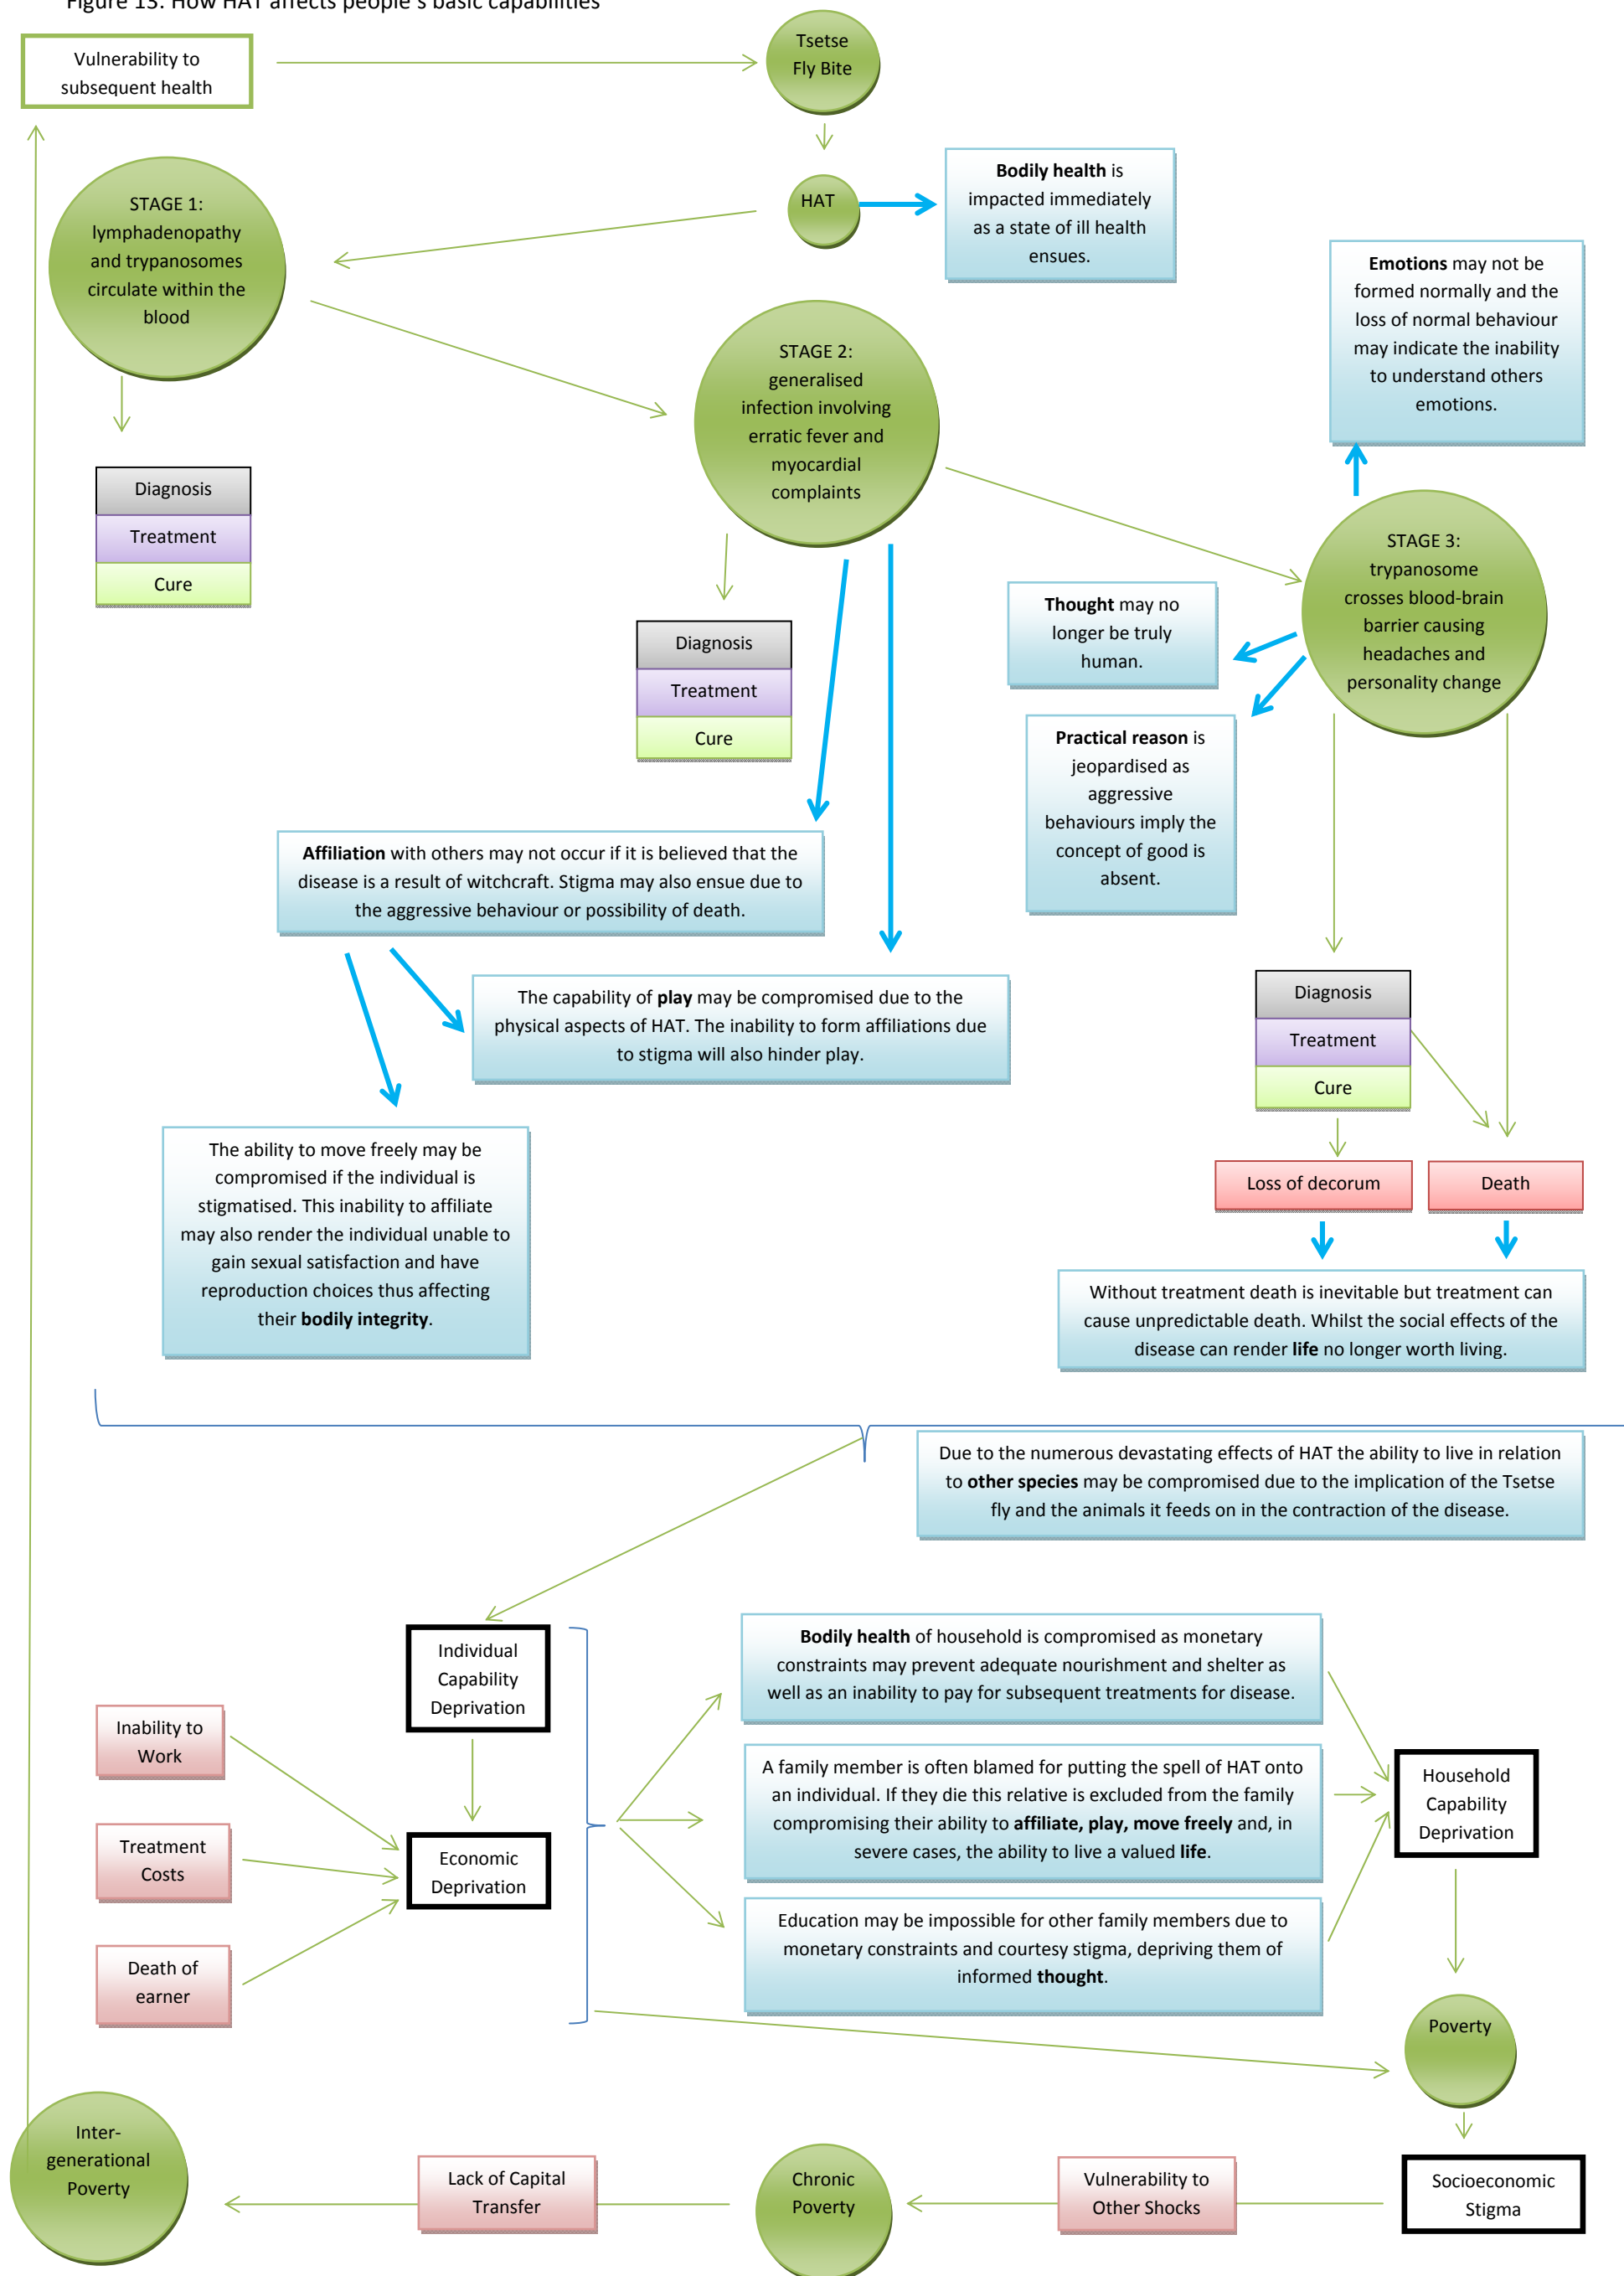 Figure 13: How HAT affects people's basic capabilities
Vulnerability to
subsequent health
Tsetse
Fly Bite
HAT
Bodily health is
impacted immediately
as a state of ill health
ensues.
STAGE 1:
lymphadenopathy
and trypanosomes
circulate within the
blood
Emotions may not be
formed normally and the
loss of normal behaviour
may indicate the inability
to understand others
emotions.
STAGE 2:
generalised
infection involving
erratic fever and
myocardial
complaints
Diagnosis
Treatment
Cure
STAGE 3:
trypanosome
crosses blood-brain
barrier causing
headaches and
personality change
Thought may no
longer be truly
human.
Diagnosis
Treatment
Cure
Practical reason is
jeopardised as
aggressive
behaviours imply the
concept of good is
absent.
Affiliation with others may not occur if it is believed that the
disease is a result of witchcraft. Stigma may also ensue due to
the aggressive behaviour or possibility of death.
The capability of play may be compromised due to the
physical aspects of HAT. The inability to form affiliations due
to stigma will also hinder play.
Diagnosis
Treatment
Cure
The ability to move freely may be
compromised if the individual is
stigmatised. This inability to affiliate
may also render the individual unable to
gain sexual satisfaction and have
reproduction choices thus affecting
their bodily integrity.
Loss of decorum
Death
Without treatment death is inevitable but treatment can
cause unpredictable death. Whilst the social effects of the
disease can render life no longer worth living.
Due to the numerous devastating effects of HAT the ability to live in relation
to other species may be compromised due to the implication of the Tsetse
fly and the animals it feeds on in the contraction of the disease.
Individual
Capability
Deprivation
Bodily health of household is compromised as monetary
constraints may prevent adequate nourishment and shelter as
well as an inability to pay for subsequent treatments for disease.
Inability to
Work
A family member is often blamed for putting the spell of HAT onto
an individual. If they die this relative is excluded from the family
compromising their ability to affiliate, play, move freely and, in
severe cases, the ability to live a valued life.
Household
Capability
Deprivation
Treatment
Costs
Economic
Deprivation
Education may be impossible for other family members due to
monetary constraints and courtesy stigma, depriving them of
informed thought.
Death of
earner
Poverty
Inter-
generational
Poverty
Lack of Capital
Transfer
Chronic
Poverty
Vulnerability to
Other Shocks
Socioeconomic
Stigma